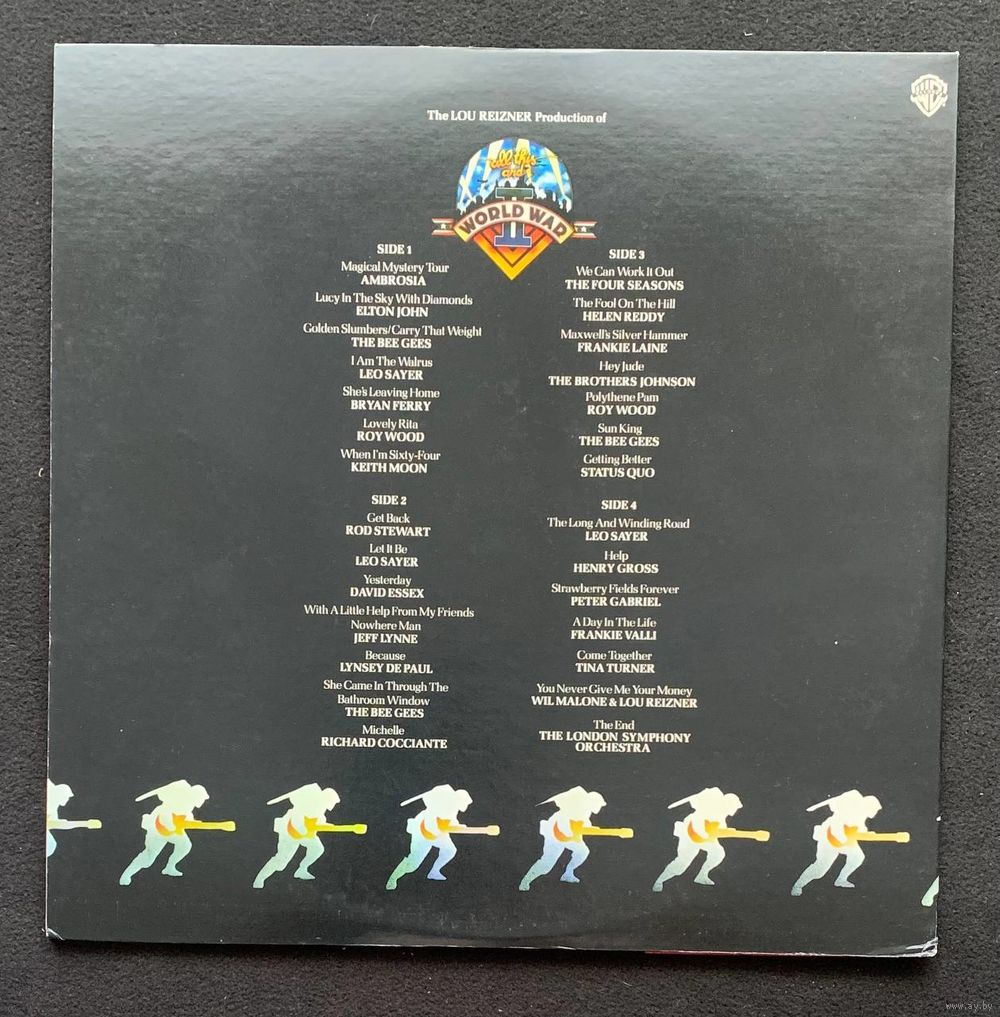 The LOU REIZNER Production of
all this
and
WORLD WAR
II
SIDE 1
Magical Mystery Tour
AMBROSIA
Lucy In The Sky With Diamonds
ELTON JOHN
Golden Slumbers/Carry That Weight
THE BEE GEES
I Am The Walrus
LEO SAYER
She's Leaving Home
BRYAN FERRY
Lovely Rita
ROY WOOD
When I'm Sixty-Four
KEITH MOON
SIDE 2
Get Back
ROD STEWART
Let It Be
LEO SAYER
Yesterday
DAVID ESSEX
With A Little Help From My Friends
Nowhere Man
JEFF LYNNE
Because
LYNSEY DE PAUL
She Came In Through The
Bathroom Window
THE BEE GEES
Michelle
RICHARD COCCIANTE
SIDE 3
We Can Work It Out
THE FOUR SEASONS
The Fool On The Hill
HELEN REDDY
Maxwell's Silver Hammer
FRANKIE LAINE
Hey Jude
THE BROTHERS JOHNSON
Polythene Pam
ROY WOOD
Sun King
THE BEE GEES
Getting Better
STATUS QUO
SIDE 4
The Long And Winding Road
LEO SAYER
Help
HENRY GROSS
Strawberry Fields Forever
PETER GABRIEL
A Day In The Life
FRANKIE VALLI
Come Together
TINA TURNER
You Never Give Me Your Money
WIL MALONE & LOU REIZNER
The End
THE LONDON SYMPHONY
ORCHESTRA
www.ay.by